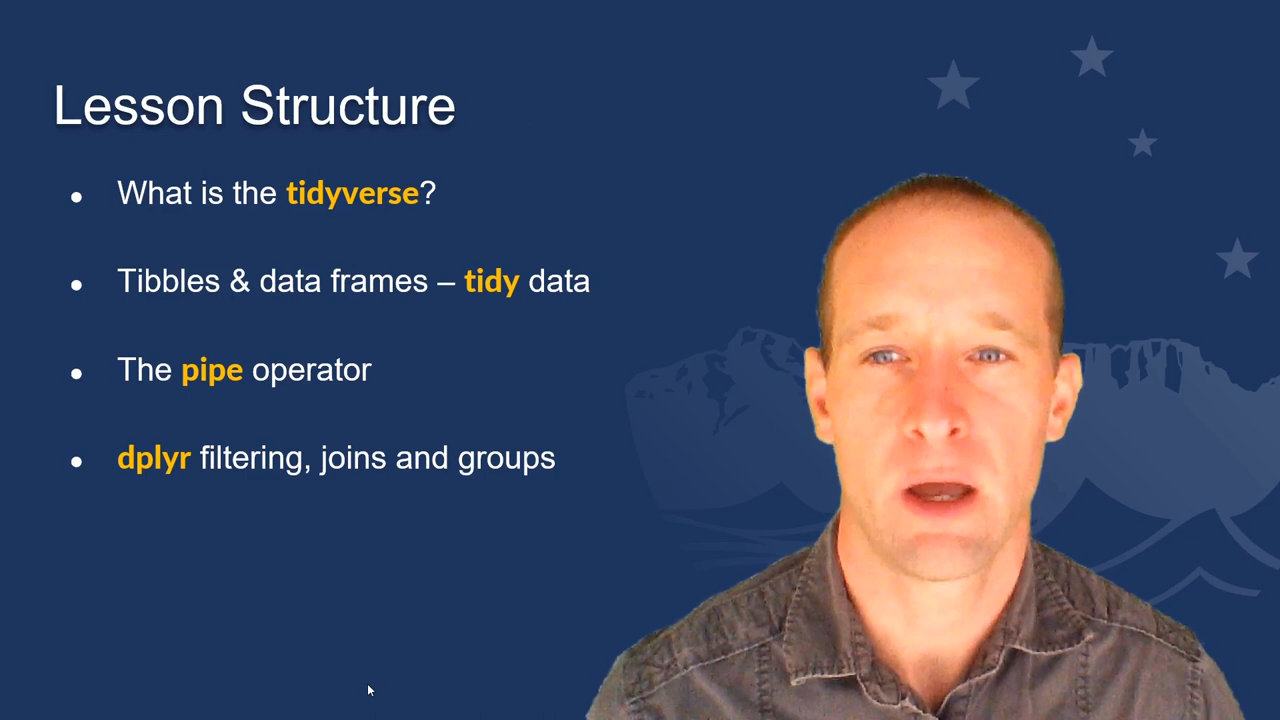 Lesson Structure
● What is the tidyverse?
● Tibbles & data frames – tidy data
● The pipe operator
● dplyr filtering, joins and groups